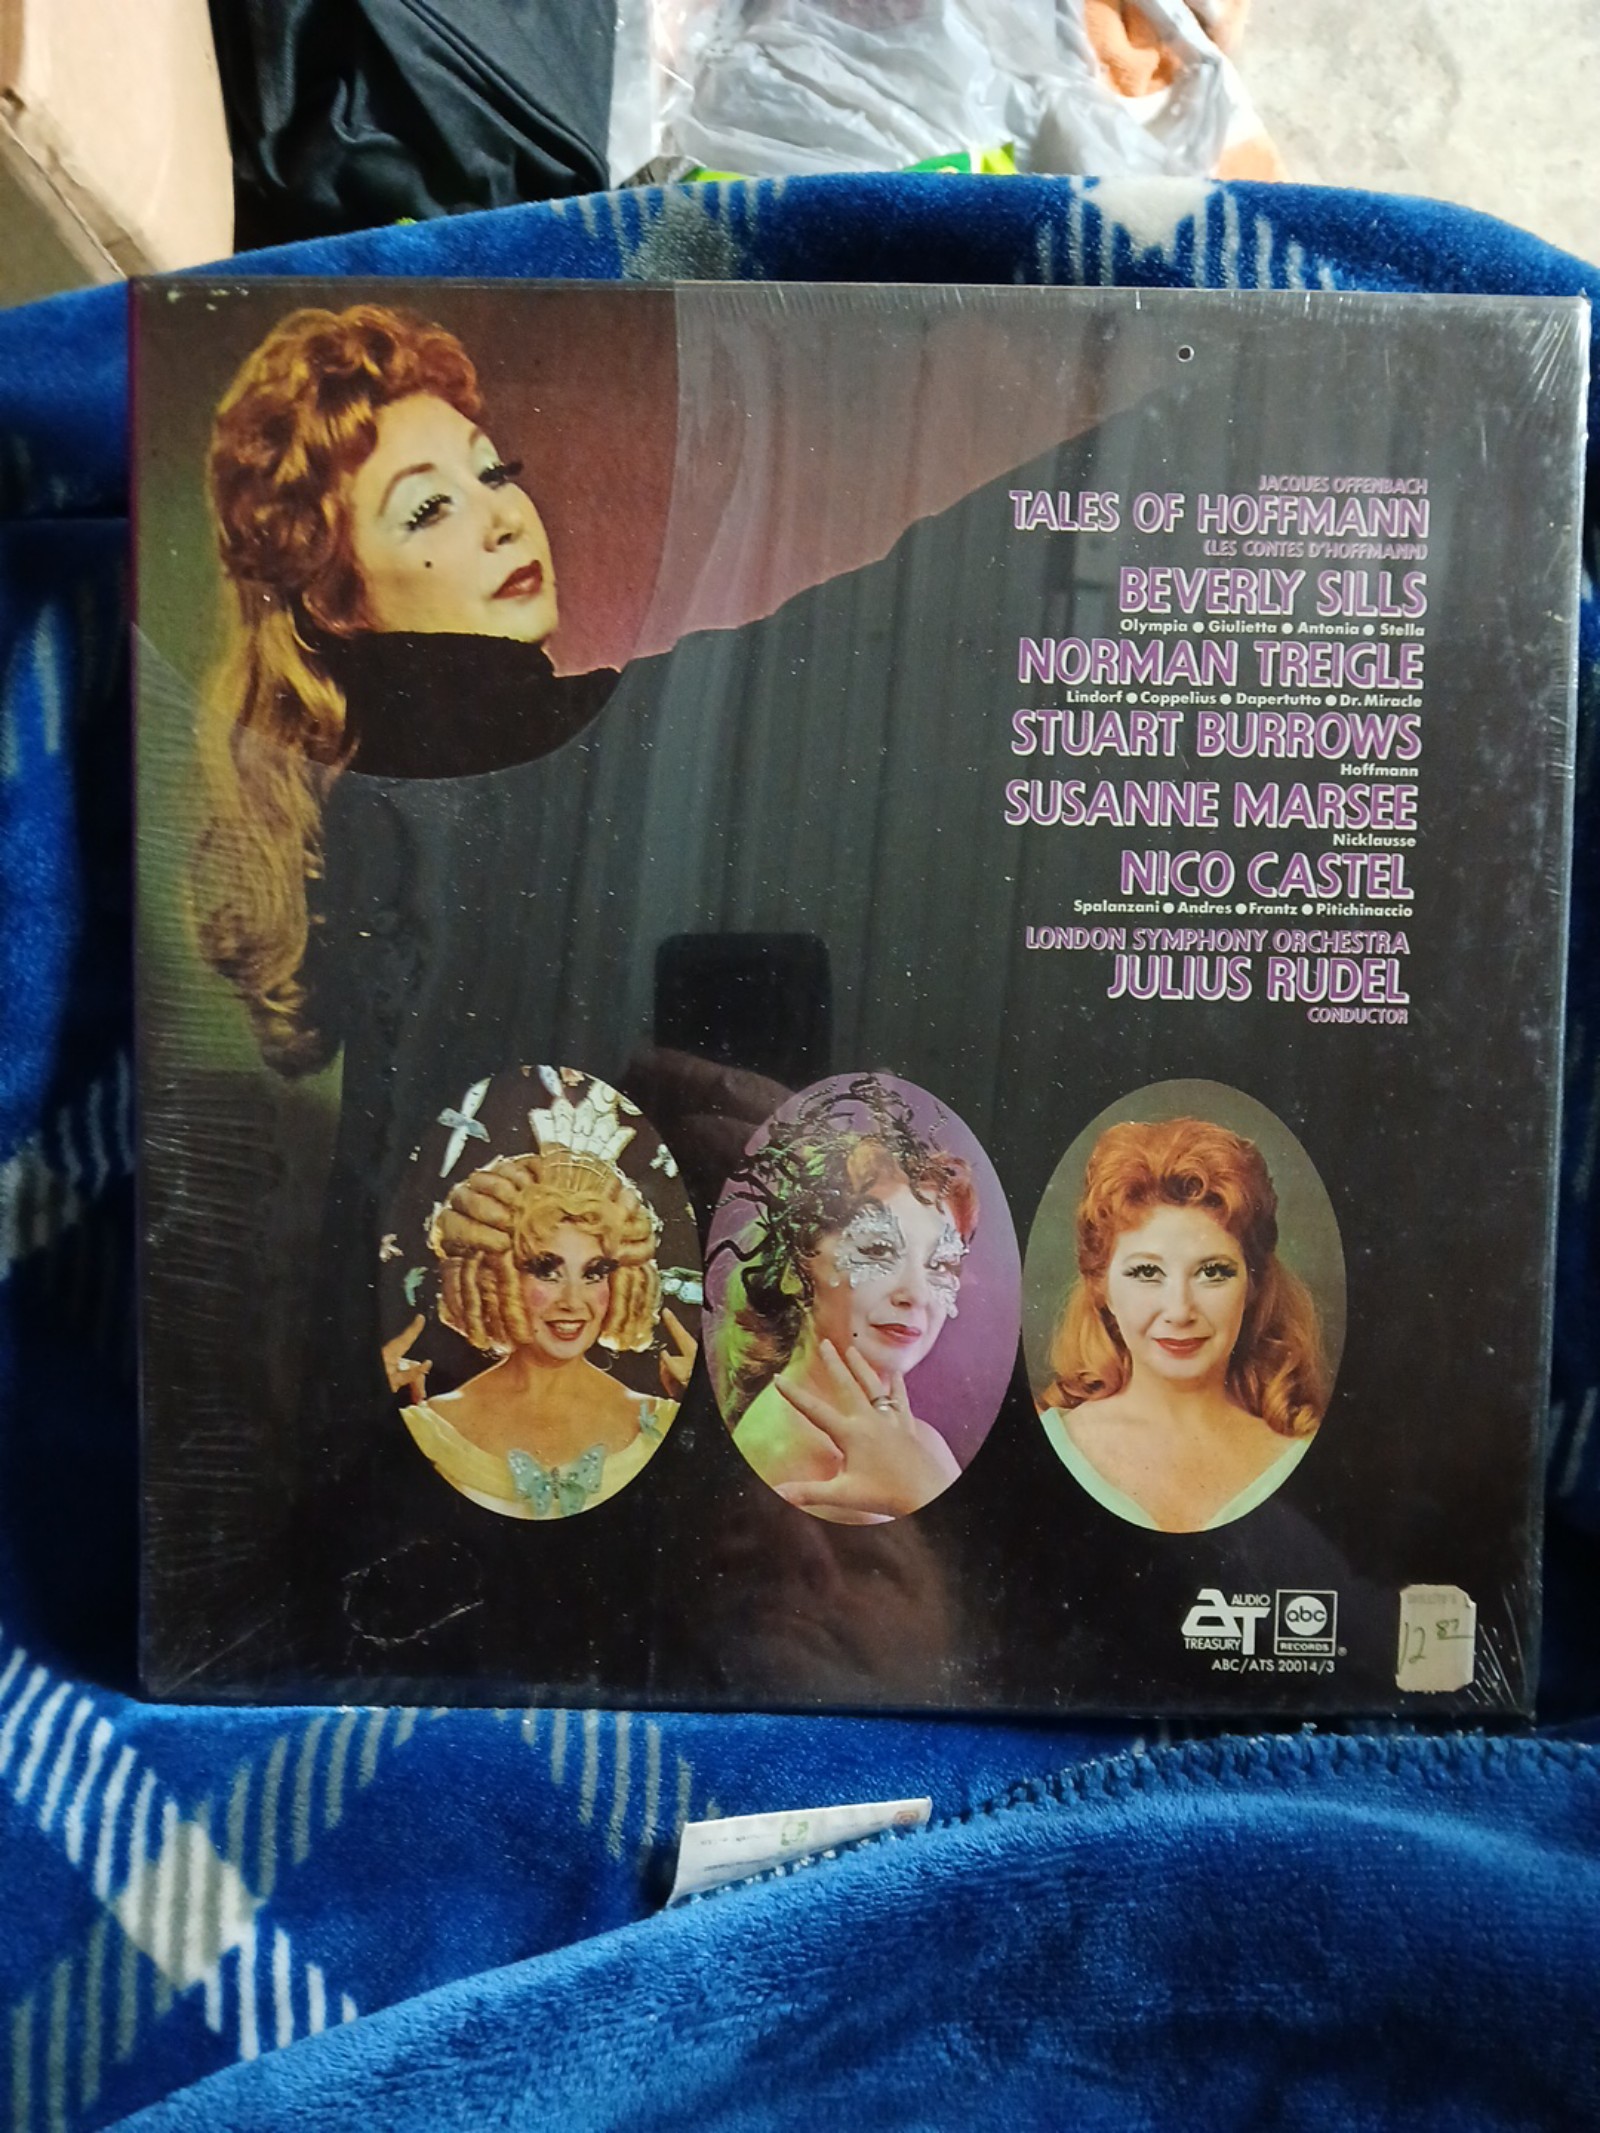 JACQUES OFFENBACH
TALES OF HOFFMANN
(LES CONTES D'HOFFMANN)
BEVERLY SILLS
Olympia ● Giulietta ● Antonia ● Stella
NORMAN TREIGLE
Lindorf ● Coppelius ● Dapertutto ● Dr. Miracle
STUART BURROWS
Hoffmann
SUSANNE MARSEE
Nicklausse
NICO CASTEL
Spalanzani ● Andres ● Frantz ● Pitichinaccio
LONDON SYMPHONY ORCHESTRA
JULIUS RUDEL
CONDUCTOR
AT AUDIO
TREASURY
abc
RECORDS ®
ABC/ATS 20014/3
12 87